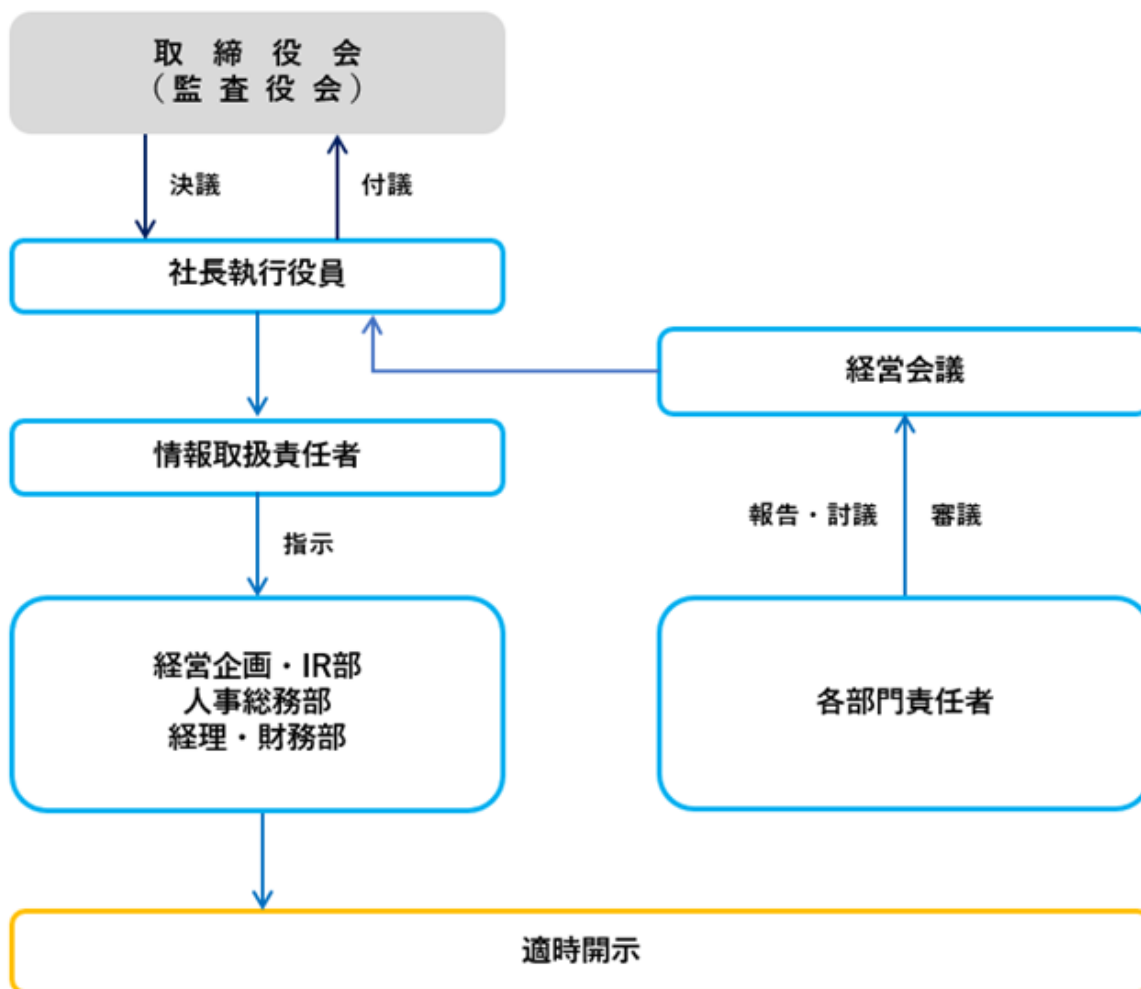 取締役会
（監査役会）
決議
付議
社長執行役員
経営会議
情報取扱責任者
報告・討議
審議
指示
経営企画・IR部
人事総務部
経理・財務部
各部門責任者
適時開示